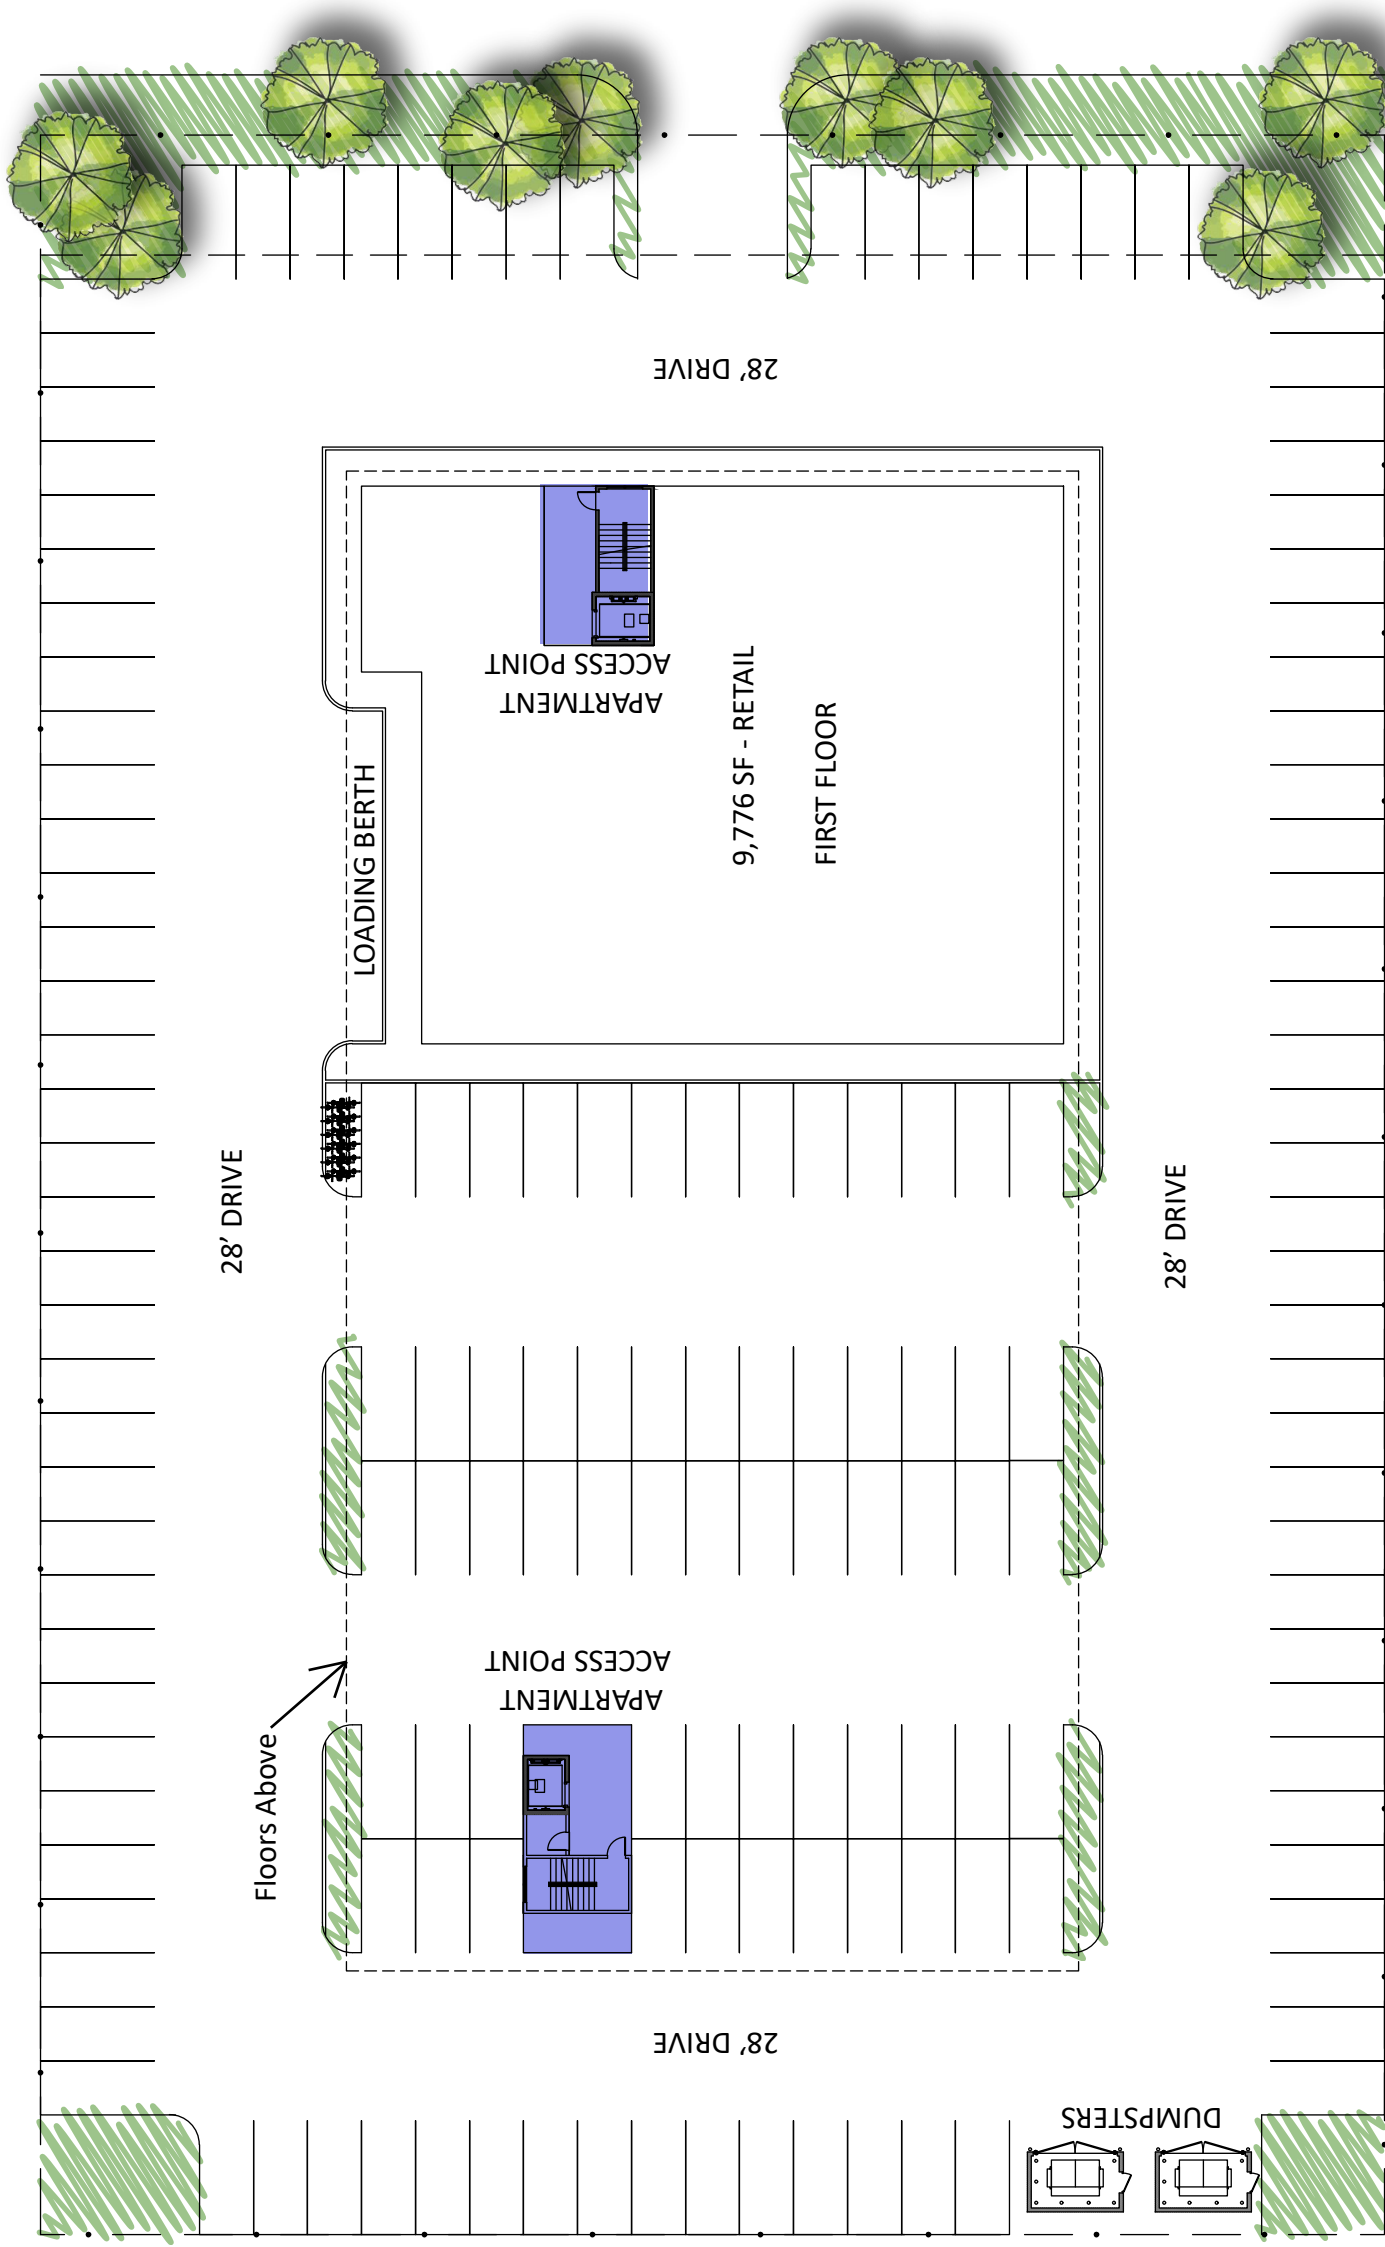 28' DRIVE
APARTMENT
ACCESS POINT
9,776 SF - RETAIL
FIRST FLOOR
LOADING BERTH
28' DRIVE
28' DRIVE
APARTMENT
ACCESS POINT
Floors Above
28' DRIVE
DUMPSTERS